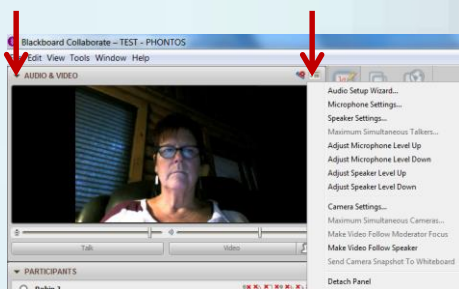 Blackboard Collaborate – TEST - PHONTOS
Edit View Tools Window Help
AUDIO & VIDEO
Audio Setup Wizard...
Microphone Settings...
Speaker Settings...
Maximum Simultaneous Talkers...
Adjust Microphone Level Up
Adjust Microphone Level Down
Adjust Speaker Level Up
Adjust Speaker Level Down
Camera Settings...
Maximum Simultaneous Cameras...
Make Video Follow Moderator Focus
Make Video Follow Speaker
Send Camera Snapshot To Whiteboard
Detach Panel
Talk
Video
PARTICIPANTS